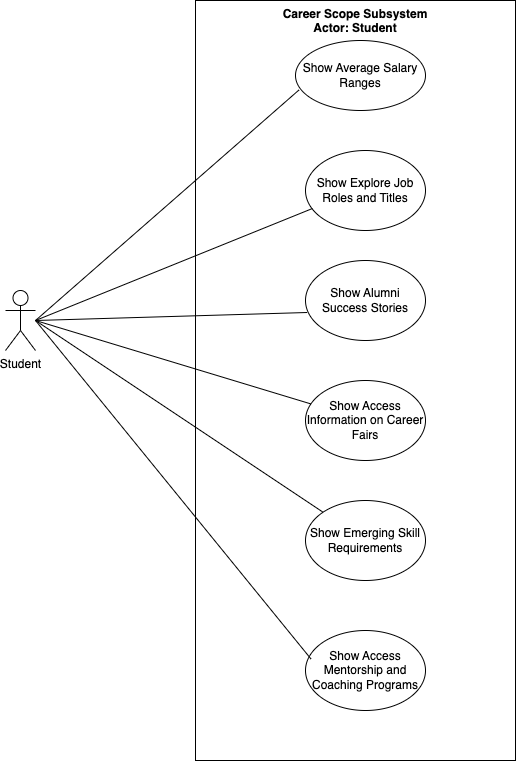 Career Scope Subsystem
Actor: Student
Show Average Salary
Ranges
Show Explore Job
Roles and Titles
Show Alumni
Success Stories
Student
Show Access
Information on Career
Fairs
Show Emerging Skill
Requirements
Show Access
Mentorship and
Coaching Programs